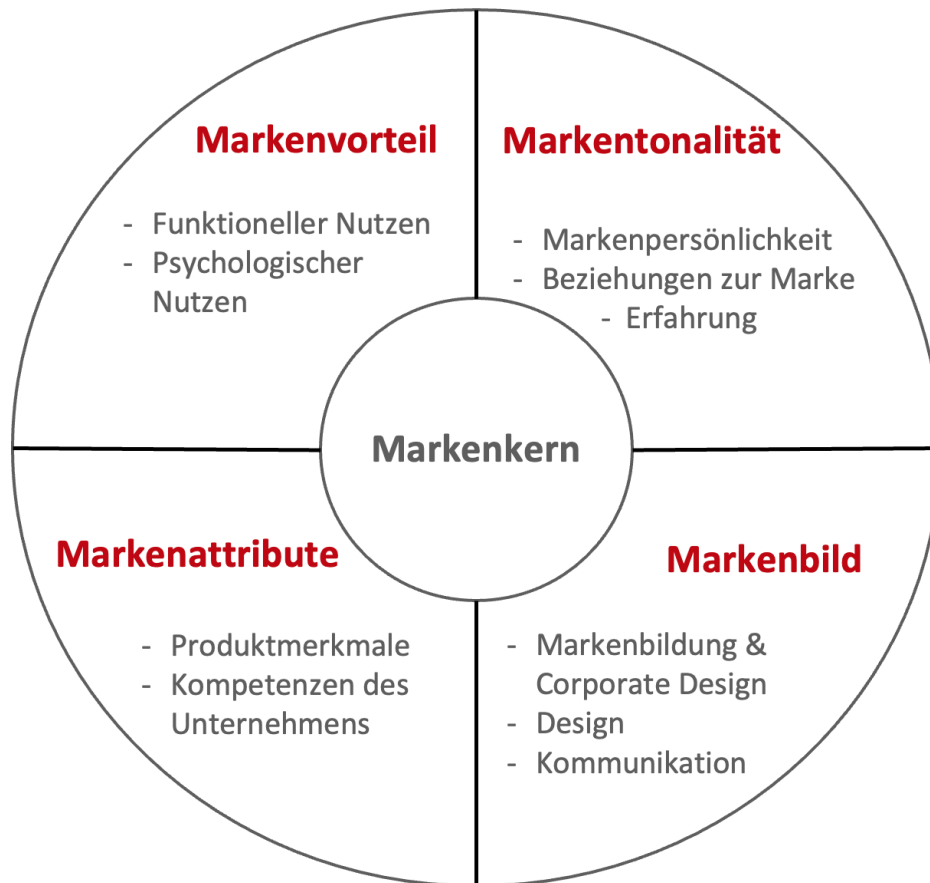 Markenvorteil
- Funktioneller Nutzen
- Psychologischer
Nutzen
Markentonalität
- Markenpersönlichkeit
- Beziehungen zur Marke
- Erfahrung
Markenkern
Markenattribute
- Produktmerkmale
- Kompetenzen des
Unternehmens
Markenbild
- Markenbildung &
Corporate Design
- Design
- Kommunikation